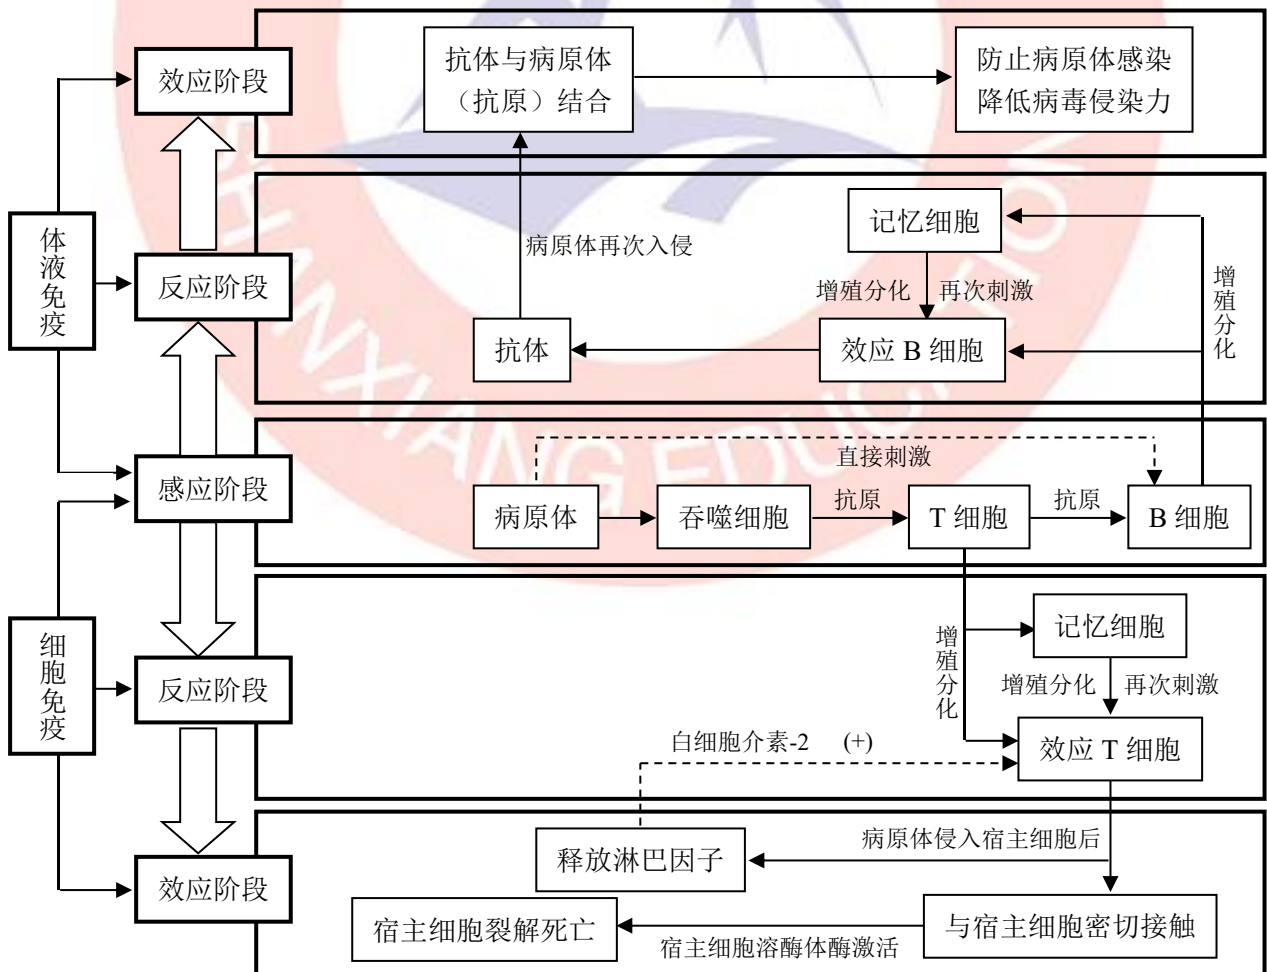 效应阶段
抗体与病原体
（抗原）结合
防止病原体感染
降低病毒侵染力
体液免疫
反应阶段
病原体再次入侵
记忆细胞
增殖分化 再次刺激
增殖分化
抗体
效应 B 细胞
感应阶段
直接刺激
病原体
吞噬细胞
抗原
T 细胞
抗原
B 细胞
细胞免疫
反应阶段
增殖分化
记忆细胞
增殖分化 再次刺激
白细胞介素-2 (+)
效应 T 细胞
效应阶段
释放淋巴因子
病原体侵入宿主细胞后
宿主细胞裂解死亡
宿主细胞溶酶体酶激活
与宿主细胞密切接触
SHANXIANG EDUCTTION